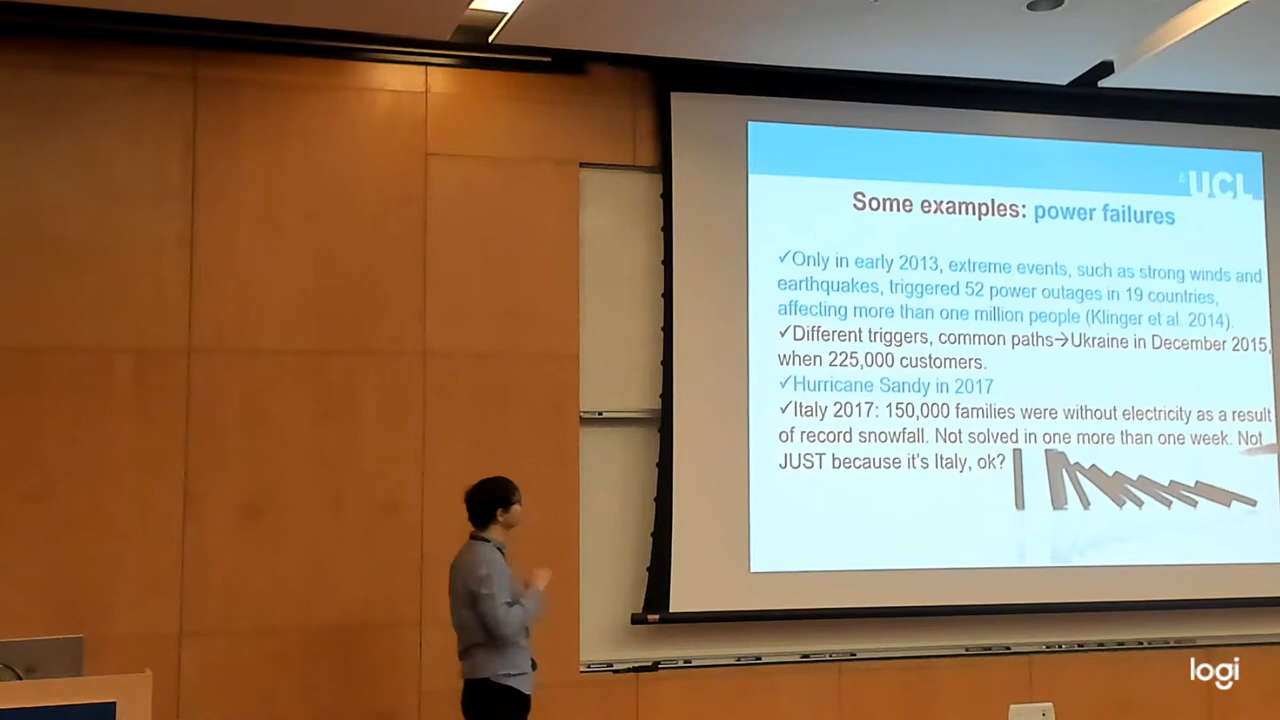 UCL
Some examples: power failures
✓Only in early 2013, extreme events, such as strong winds and
earthquakes, triggered 52 power outages in 19 countries,
affecting more than one million people (Klinger et al. 2014).
✓Different triggers, common paths→Ukraine in December 2015,
when 225,000 customers.
✓Hurricane Sandy in 2017
✓Italy 2017: 150,000 families were without electricity as a result
of record snowfall. Not solved in one more than one week. Not
JUST because it's Italy, ok?
logi